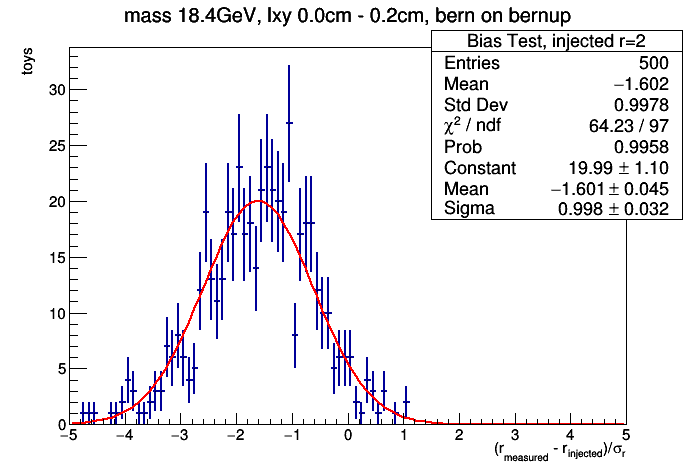 mass 18.4GeV, lxy 0.0cm - 0.2cm, bern on bernup
Bias Test, injected r=2
Entries 500
Mean −1.602
Std Dev 0.9978
χ² / ndf 64.23 / 97
Prob 0.9958
Constant 19.99 ± 1.10
Mean −1.601 ± 0.045
Sigma 0.998 ± 0.032
toys
30
25
20
15
10
5
0
−5 −4 −3 −2 −1 0 1 2 3 4 5
(r_measured - r_injected)/σ_r